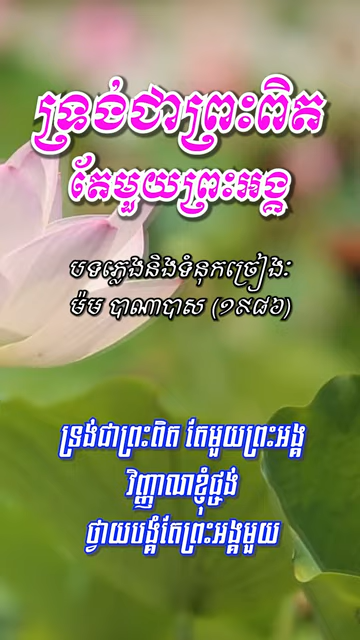 ទ្រង់ជាព្រះពិត
តែមួយព្រះអង្គ
បទភ្លេងនិងទំនុកច្រៀង៖
ម៉ម បាណាបាស (១៩៨៦)
ទ្រង់ជាព្រះពិត តែមួយព្រះអង្គ
វិញ្ញាណខ្ញុំផ្ចង់
ថ្វាយបង្គំតែព្រះអង្គមួយ